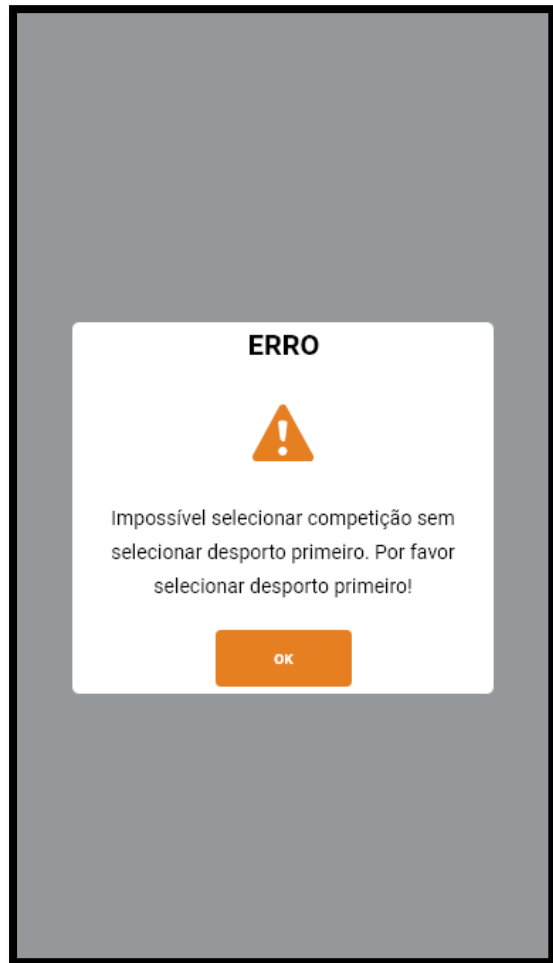 ERRO
Impossível selecionar competição sem
selecionar desporto primeiro. Por favor
selecionar desporto primeiro!
OK